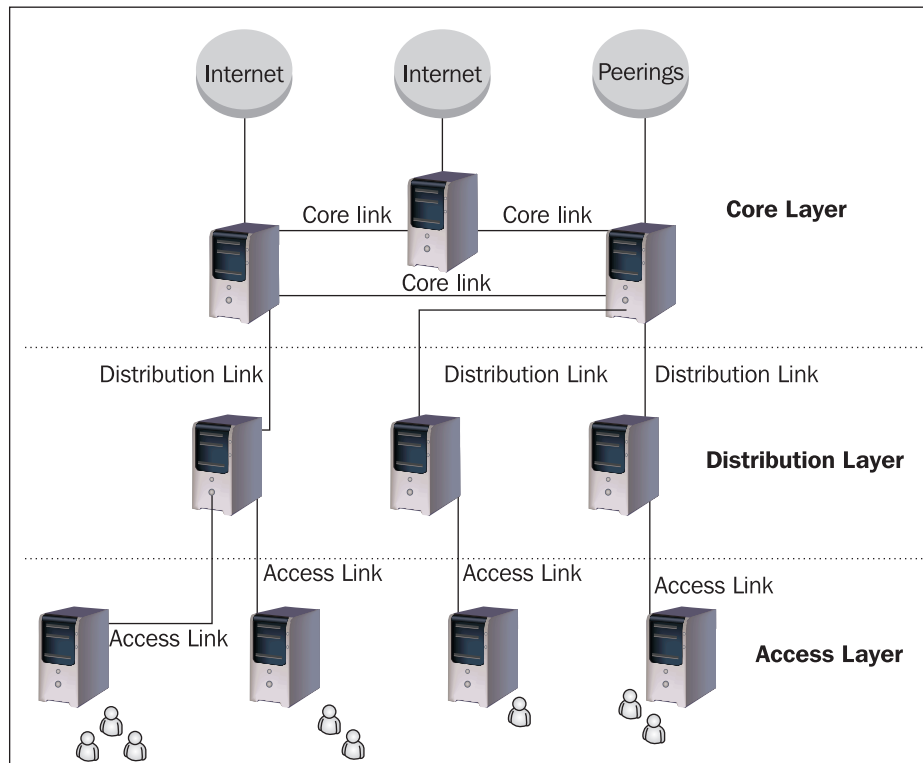 Internet
Internet
Peerings
Core link
Core link
Core Layer
Core link
Distribution Link
Distribution Link
Distribution Link
Distribution Layer
Access Link
Access Link
Access Link
Access Link
Access Layer